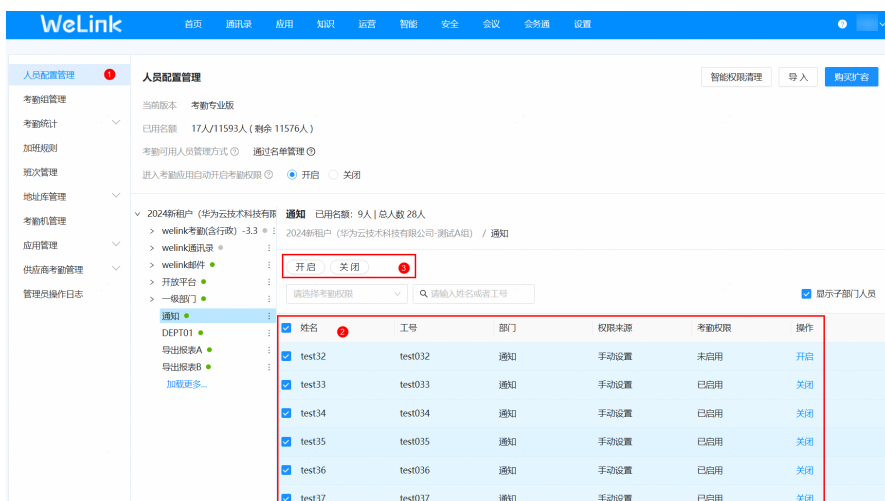 WeLink 首页 通讯录 应用 知识 运营 智能 安全 会议 会务通 设置
人员配置管理 1
考勤组管理
考勤统计
加班规则
班次管理
地址库管理
考勤机管理
应用管理
供应商考勤管理
管理员操作日志
人员配置管理 智能权限清理 导入 购买扩容
当前版本 考勤专业版
已用名额 17人/11593人 ( 剩余 11576人 )
考勤可用人员管理方式 通过名单管理
进入考勤应用自动开启考勤权限 开启 关闭
2024新租户（华为云技术科技有限
welink考勤(含行政) -3.3
welink通讯录
welink邮件
开放平台
一级部门
通知
DEPT01
导出报表A
导出报表B
加载更多...
通知 已用名额：9人 | 总人数 28人
2024新租户（华为云技术科技有限公司-测试A组） / 通知
开启 关闭 3
请选择考勤权限 请输入姓名或者工号 显示子部门人员
姓名 2 工号 部门 权限来源 考勤权限 操作
test32 test032 通知 手动设置 未启用 开启
test33 test033 通知 手动设置 已启用 关闭
test34 test034 通知 手动设置 已启用 关闭
test35 test035 通知 手动设置 已启用 关闭
test36 test036 通知 手动设置 已启用 关闭
test37 test037 通知 手动设置 已启用 关闭